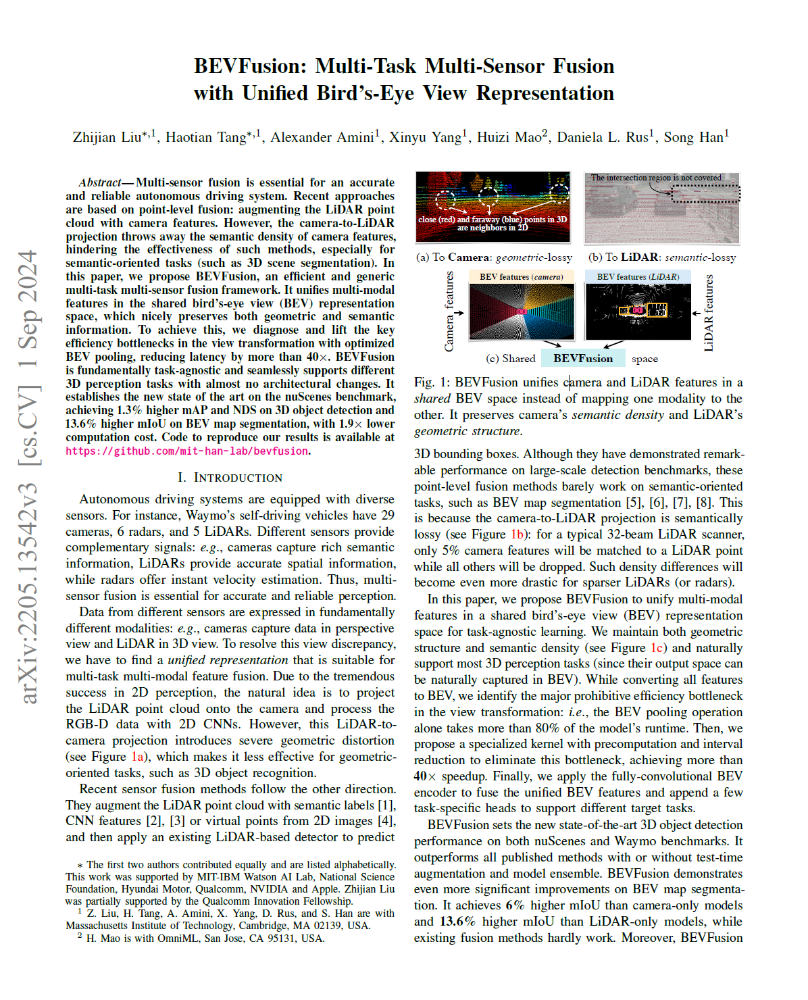 BEVFusion: Multi-Task Multi-Sensor Fusion
with Unified Bird's-Eye View Representation
Zhijian Liu∗,1, Haotian Tang∗,1, Alexander Amini1, Xinyu Yang1, Huizi Mao2, Daniela L. Rus1, Song Han1
arXiv:2205.13542v3 [cs.CV] 1 Sep 2024
Abstract—Multi-sensor fusion is essential for an accurate
and reliable autonomous driving system. Recent approaches
are based on point-level fusion: augmenting the LiDAR point
cloud with camera features. However, the camera-to-LiDAR
projection throws away the semantic density of camera features,
hindering the effectiveness of such methods, especially for
semantic-oriented tasks (such as 3D scene segmentation). In
this paper, we propose BEVFusion, an efficient and generic
multi-task multi-sensor fusion framework. It unifies multi-modal
features in the shared bird's-eye view (BEV) representation
space, which nicely preserves both geometric and semantic
information. To achieve this, we diagnose and lift the key
efficiency bottlenecks in the view transformation with optimized
BEV pooling, reducing latency by more than 40×. BEVFusion
is fundamentally task-agnostic and seamlessly supports different
3D perception tasks with almost no architectural changes. It
establishes the new state of the art on the nuScenes benchmark,
achieving 1.3% higher mAP and NDS on 3D object detection and
13.6% higher mIoU on BEV map segmentation, with 1.9× lower
computation cost. Code to reproduce our results is available at
https://github.com/mit-han-lab/bevfusion.
I. INTRODUCTION
Autonomous driving systems are equipped with diverse
sensors. For instance, Waymo's self-driving vehicles have 29
cameras, 6 radars, and 5 LiDARs. Different sensors provide
complementary signals: e.g., cameras capture rich semantic
information, LiDARs provide accurate spatial information,
while radars offer instant velocity estimation. Thus, multi-
sensor fusion is essential for accurate and reliable perception.
Data from different sensors are expressed in fundamentally
different modalities: e.g., cameras capture data in perspective
view and LiDAR in 3D view. To resolve this view discrepancy,
we have to find a unified representation that is suitable for
multi-task multi-modal feature fusion. Due to the tremendous
success in 2D perception, the natural idea is to project
the LiDAR point cloud onto the camera and process the
RGB-D data with 2D CNNs. However, this LiDAR-to-
camera projection introduces severe geometric distortion
(see Figure 1a), which makes it less effective for geometric-
oriented tasks, such as 3D object recognition.
Recent sensor fusion methods follow the other direction.
They augment the LiDAR point cloud with semantic labels [1],
CNN features [2], [3] or virtual points from 2D images [4],
and then apply an existing LiDAR-based detector to predict
∗ The first two authors contributed equally and are listed alphabetically.
This work was supported by MIT-IBM Watson AI Lab, National Science
Foundation, Hyundai Motor, Qualcomm, NVIDIA and Apple. Zhijian Liu
was partially supported by the Qualcomm Innovation Fellowship.
1 Z. Liu, H. Tang, A. Amini, X. Yang, D. Rus, and S. Han are with
Massachusetts Institute of Technology, Cambridge, MA 02139, USA.
2 H. Mao is with OmniML, San Jose, CA 95131, USA.
close (red) and faraway (blue) points in 3D
are neighbors in 2D
The intersection region is not covered.
(a) To Camera: geometric-lossy
(b) To LiDAR: semantic-lossy
Camera features
BEV features (camera)
BEV features (LiDAR)
LiDAR features
(c) Shared BEVFusion space
Fig. 1: BEVFusion unifies camera and LiDAR features in a
shared BEV space instead of mapping one modality to the
other. It preserves camera's semantic density and LiDAR's
geometric structure.
3D bounding boxes. Although they have demonstrated remark-
able performance on large-scale detection benchmarks, these
point-level fusion methods barely work on semantic-oriented
tasks, such as BEV map segmentation [5], [6], [7], [8]. This
is because the camera-to-LiDAR projection is semantically
lossy (see Figure 1b): for a typical 32-beam LiDAR scanner,
only 5% camera features will be matched to a LiDAR point
while all others will be dropped. Such density differences will
become even more drastic for sparser LiDARs (or radars).
In this paper, we propose BEVFusion to unify multi-modal
features in a shared bird's-eye view (BEV) representation
space for task-agnostic learning. We maintain both geometric
structure and semantic density (see Figure 1c) and naturally
support most 3D perception tasks (since their output space can
be naturally captured in BEV). While converting all features
to BEV, we identify the major prohibitive efficiency bottleneck
in the view transformation: i.e., the BEV pooling operation
alone takes more than 80% of the model's runtime. Then, we
propose a specialized kernel with precomputation and interval
reduction to eliminate this bottleneck, achieving more than
40× speedup. Finally, we apply the fully-convolutional BEV
encoder to fuse the unified BEV features and append a few
task-specific heads to support different target tasks.
BEVFusion sets the new state-of-the-art 3D object detection
performance on both nuScenes and Waymo benchmarks. It
outperforms all published methods with or without test-time
augmentation and model ensemble. BEVFusion demonstrates
even more significant improvements on BEV map segmenta-
tion. It achieves 6% higher mIoU than camera-only models
and 13.6% higher mIoU than LiDAR-only models, while
existing fusion methods hardly work. Moreover, BEVFusion